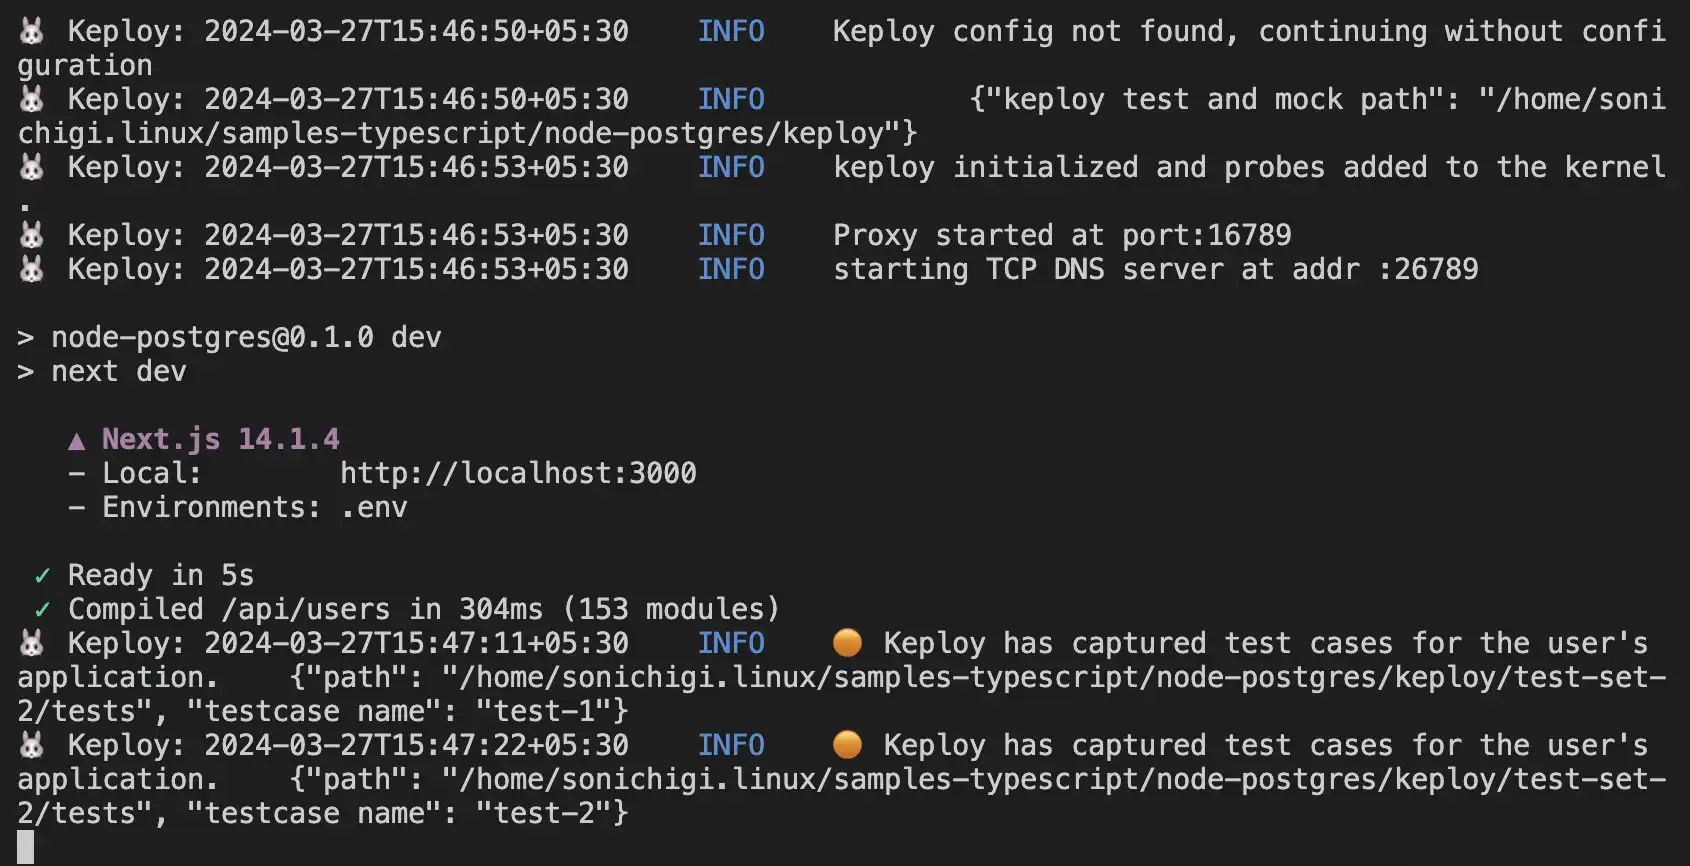 🐰 Keploy: 2024-03-27T15:46:50+05:30    INFO    Keploy config not found, continuing without confi
guration
🐰 Keploy: 2024-03-27T15:46:50+05:30    INFO            {"keploy test and mock path": "/home/soni
chigi.linux/samples-typescript/node-postgres/keploy"}
🐰 Keploy: 2024-03-27T15:46:53+05:30    INFO    keploy initialized and probes added to the kernel
.
🐰 Keploy: 2024-03-27T15:46:53+05:30    INFO    Proxy started at port:16789
🐰 Keploy: 2024-03-27T15:46:53+05:30    INFO    starting TCP DNS server at addr :26789

> node-postgres@0.1.0 dev
> next dev

   ▲ Next.js 14.1.4
   - Local:        http://localhost:3000
   - Environments: .env

 ✓ Ready in 5s
 ✓ Compiled /api/users in 304ms (153 modules)
🐰 Keploy: 2024-03-27T15:47:11+05:30    INFO    🟠 Keploy has captured test cases for the user's
application.    {"path": "/home/sonichigi.linux/samples-typescript/node-postgres/keploy/test-set-
2/tests", "testcase name": "test-1"}
🐰 Keploy: 2024-03-27T15:47:22+05:30    INFO    🟠 Keploy has captured test cases for the user's
application.    {"path": "/home/sonichigi.linux/samples-typescript/node-postgres/keploy/test-set-
2/tests", "testcase name": "test-2"}